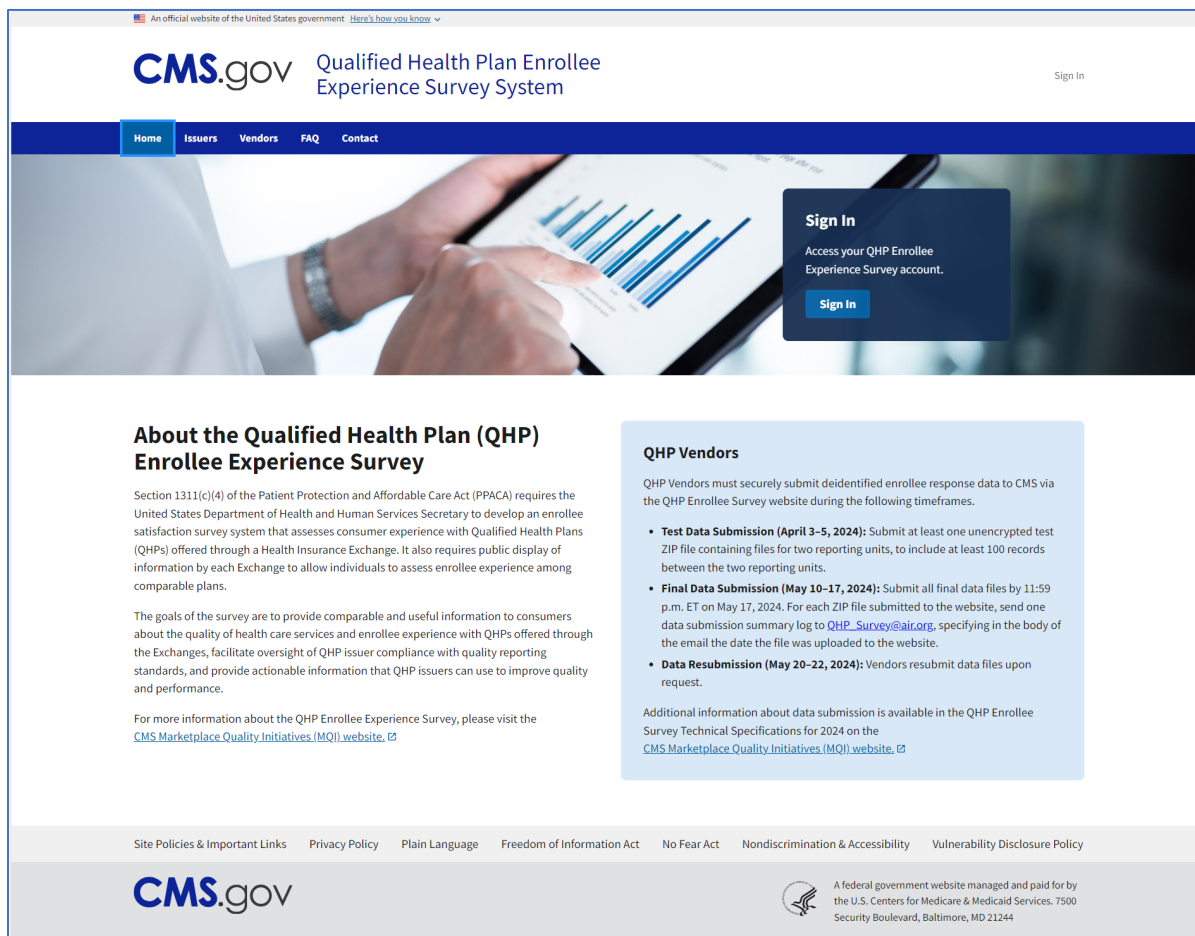 An official website of the United States government Here's how you know
CMS.gov
Qualified Health Plan Enrollee
Experience Survey System
Sign In
Home Issuers Vendors FAQ Contact
Sign In
Access your QHP Enrollee
Experience Survey account.
Sign In
About the Qualified Health Plan (QHP)
Enrollee Experience Survey
Section 1311(c)(4) of the Patient Protection and Affordable Care Act (PPACA) requires the
United States Department of Health and Human Services Secretary to develop an enrollee
satisfaction survey system that assesses consumer experience with Qualified Health Plans
(QHPs) offered through a Health Insurance Exchange. It also requires public display of
information by each Exchange to allow individuals to assess enrollee experience among
comparable plans.
The goals of the survey are to provide comparable and useful information to consumers
about the quality of health care services and enrollee experience with QHPs offered through
the Exchanges, facilitate oversight of QHP issuer compliance with quality reporting
standards, and provide actionable information that QHP issuers can use to improve quality
and performance.
For more information about the QHP Enrollee Experience Survey, please visit the
CMS Marketplace Quality Initiatives (MQI) website.
QHP Vendors
QHP Vendors must securely submit deidentified enrollee response data to CMS via
the QHP Enrollee Survey website during the following timeframes.
• Test Data Submission (April 3–5, 2024): Submit at least one unencrypted test
ZIP file containing files for two reporting units, to include at least 100 records
between the two reporting units.
• Final Data Submission (May 10–17, 2024): Submit all final data files by 11:59
p.m. ET on May 17, 2024. For each ZIP file submitted to the website, send one
data submission summary log to QHP_Survey@air.org, specifying in the body of
the email the date the file was uploaded to the website.
• Data Resubmission (May 20–22, 2024): Vendors resubmit data files upon
request.
Additional information about data submission is available in the QHP Enrollee
Survey Technical Specifications for 2024 on the
CMS Marketplace Quality Initiatives (MQI) website.
Site Policies & Important Links Privacy Policy Plain Language Freedom of Information Act No Fear Act Nondiscrimination & Accessibility Vulnerability Disclosure Policy
CMS.gov
A federal government website managed and paid for by
the U.S. Centers for Medicare & Medicaid Services. 7500
Security Boulevard, Baltimore, MD 21244